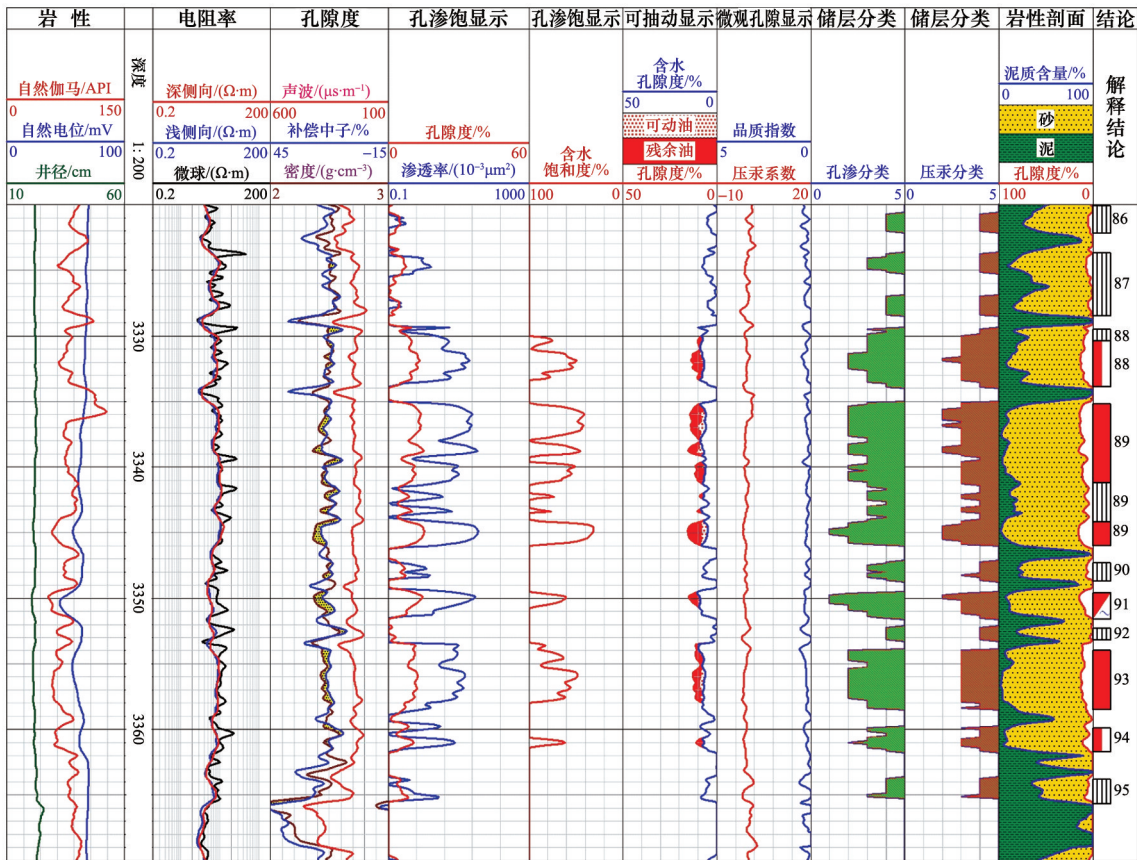 岩 性
电阻率
孔隙度
孔渗饱显示
孔渗饱显示
可抽动显示
微观孔隙显示
储层分类
储层分类
岩性剖面
结论
自然伽马/API
0 150
自然电位/mV
0 100
井径/cm
10 60
深度
1: 200
深侧向/(Ω·m)
0.2 200
浅侧向/(Ω·m)
0.2 200
微球/(Ω·m)
0.2 200
声波/(μs·m⁻¹)
600 100
补偿中子/%
45 −15
密度/(g·cm⁻³)
2 3
孔隙度/%
0 60
渗透率/(10⁻³μm²)
0.1 1000
含水
饱和度/%
100 0
含水
孔隙度/%
50 0
可动油
残余油
孔隙度/%
50 0
品质指数
5 0
压汞系数
−10 20
孔渗分类
0 5
压汞分类
0 5
泥质含量/%
0 100
砂
泥
孔隙度/%
100 0
解释结论
3330
3340
3350
3360
86
87
88
88
89
89
89
90
91
92
93
94
95